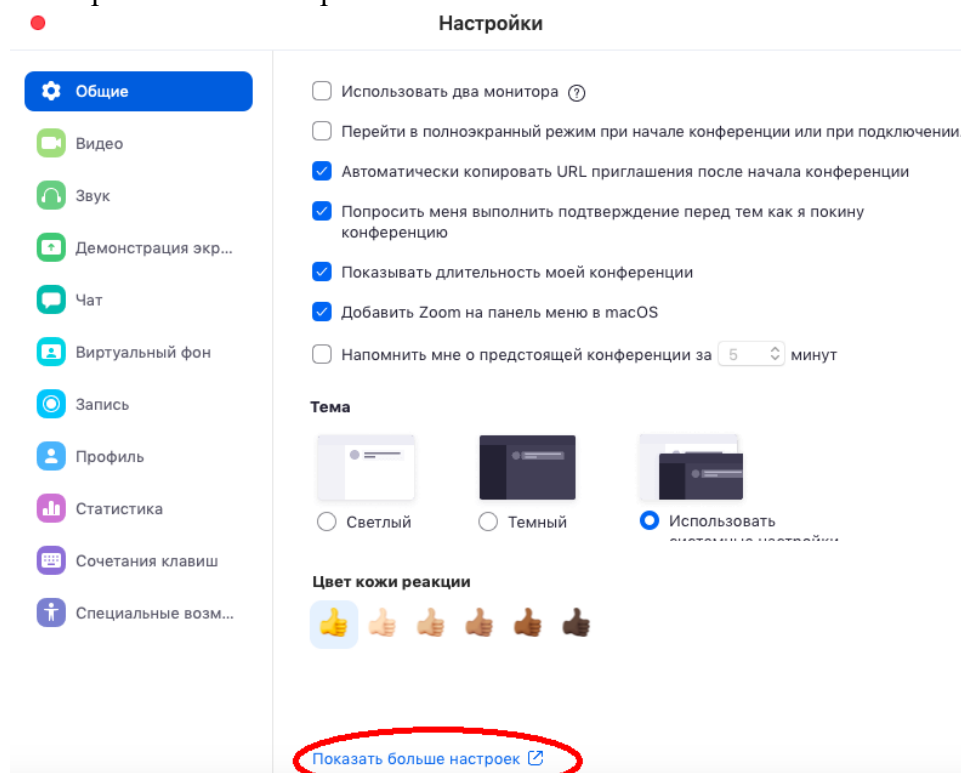 Настройки
Общие
Видео
Звук
Демонстрация экр...
Чат
Виртуальный фон
Запись
Профиль
Статистика
Сочетания клавиш
Специальные возм...
Использовать два монитора ?
Перейти в полноэкранный режим при начале конференции или при подключении.
Автоматически копировать URL приглашения после начала конференции
Попросить меня выполнить подтверждение перед тем как я покину
конференцию
Показывать длительность моей конференции
Добавить Zoom на панель меню в macOS
Напомнить мне о предстоящей конференции за 5 минут
Тема
Светлый
Темный
Использовать
системные настройки
Цвет кожи реакции
Показать больше настроек